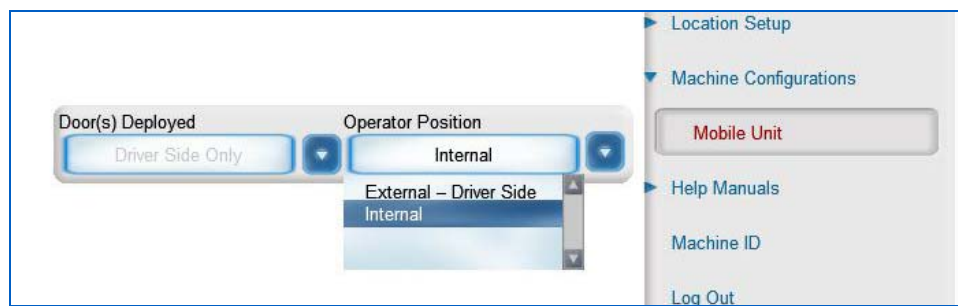 Door(s) Deployed
Driver Side Only
Operator Position
Internal
External – Driver Side
Internal
Location Setup
Machine Configurations
Mobile Unit
Help Manuals
Machine ID
Log Out